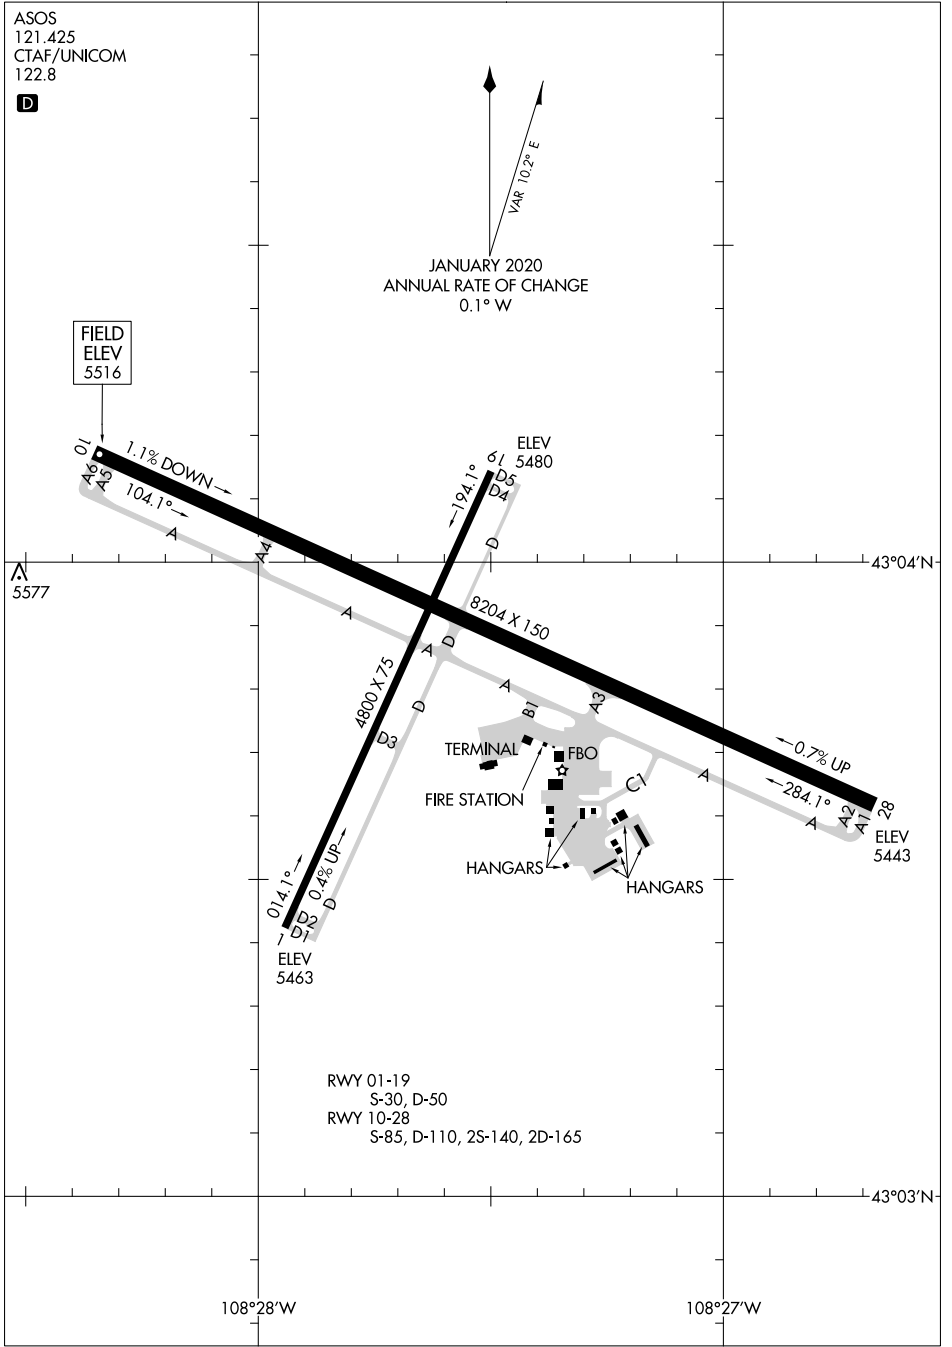 ASOS
121.425
CTAF/UNICOM
122.8
D
VAR 10.2° E
JANUARY 2020
ANNUAL RATE OF CHANGE
0.1° W
FIELD
ELEV
5516
10
A6
A5
1.1% DOWN
104.1°
A
A4
19
ELEV
5480
D5
D4
194.1°
D
43°04'N
5577
A
8204 X 150
A
D
4800 X 75
D
D3
A
B1
A3
TERMINAL
FBO
FIRE STATION
C1
A
0.7% UP
284.1°
A
A2
A1
28
ELEV
5443
HANGARS
HANGARS
014.1°
0.4% UP
D
D2
D1
1
ELEV
5463
RWY 01-19
S-30, D-50
RWY 10-28
S-85, D-110, 2S-140, 2D-165
43°03'N
108°28'W
108°27'W